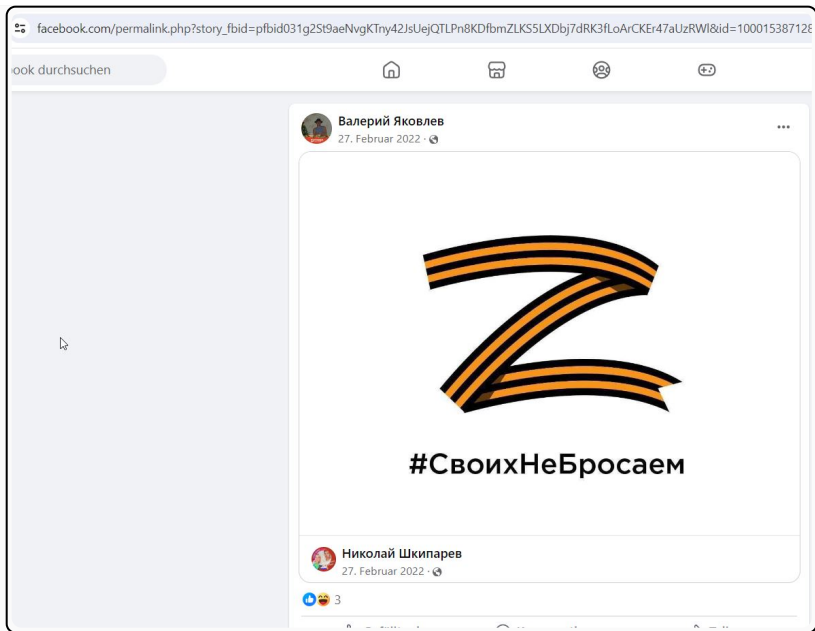 facebook.com/permalink.php?story_fbid=pfbid031g2St9aeNvgKTny42JsUejQTLPn8KDfbmZLKS5LXDbj7dRK3fLoArCKEr47aUzRWl&id=100015387128
ook durchsuchen
Валерий Яковлев
27. Februar 2022
#СвоихНеБросаем
Николай Шкипарев
27. Februar 2022
3